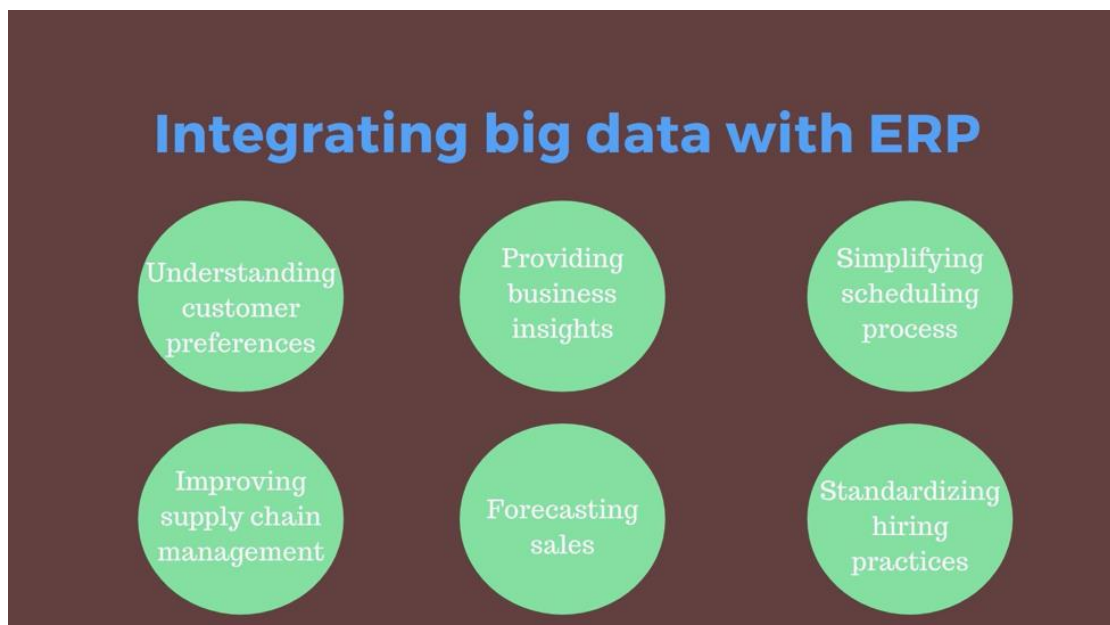 Integrating big data with ERP
Understanding
customer
preferences
Providing
business
insights
Simplifying
scheduling
process
Improving
supply chain
management
Forecasting
sales
Standardizing
hiring
practices